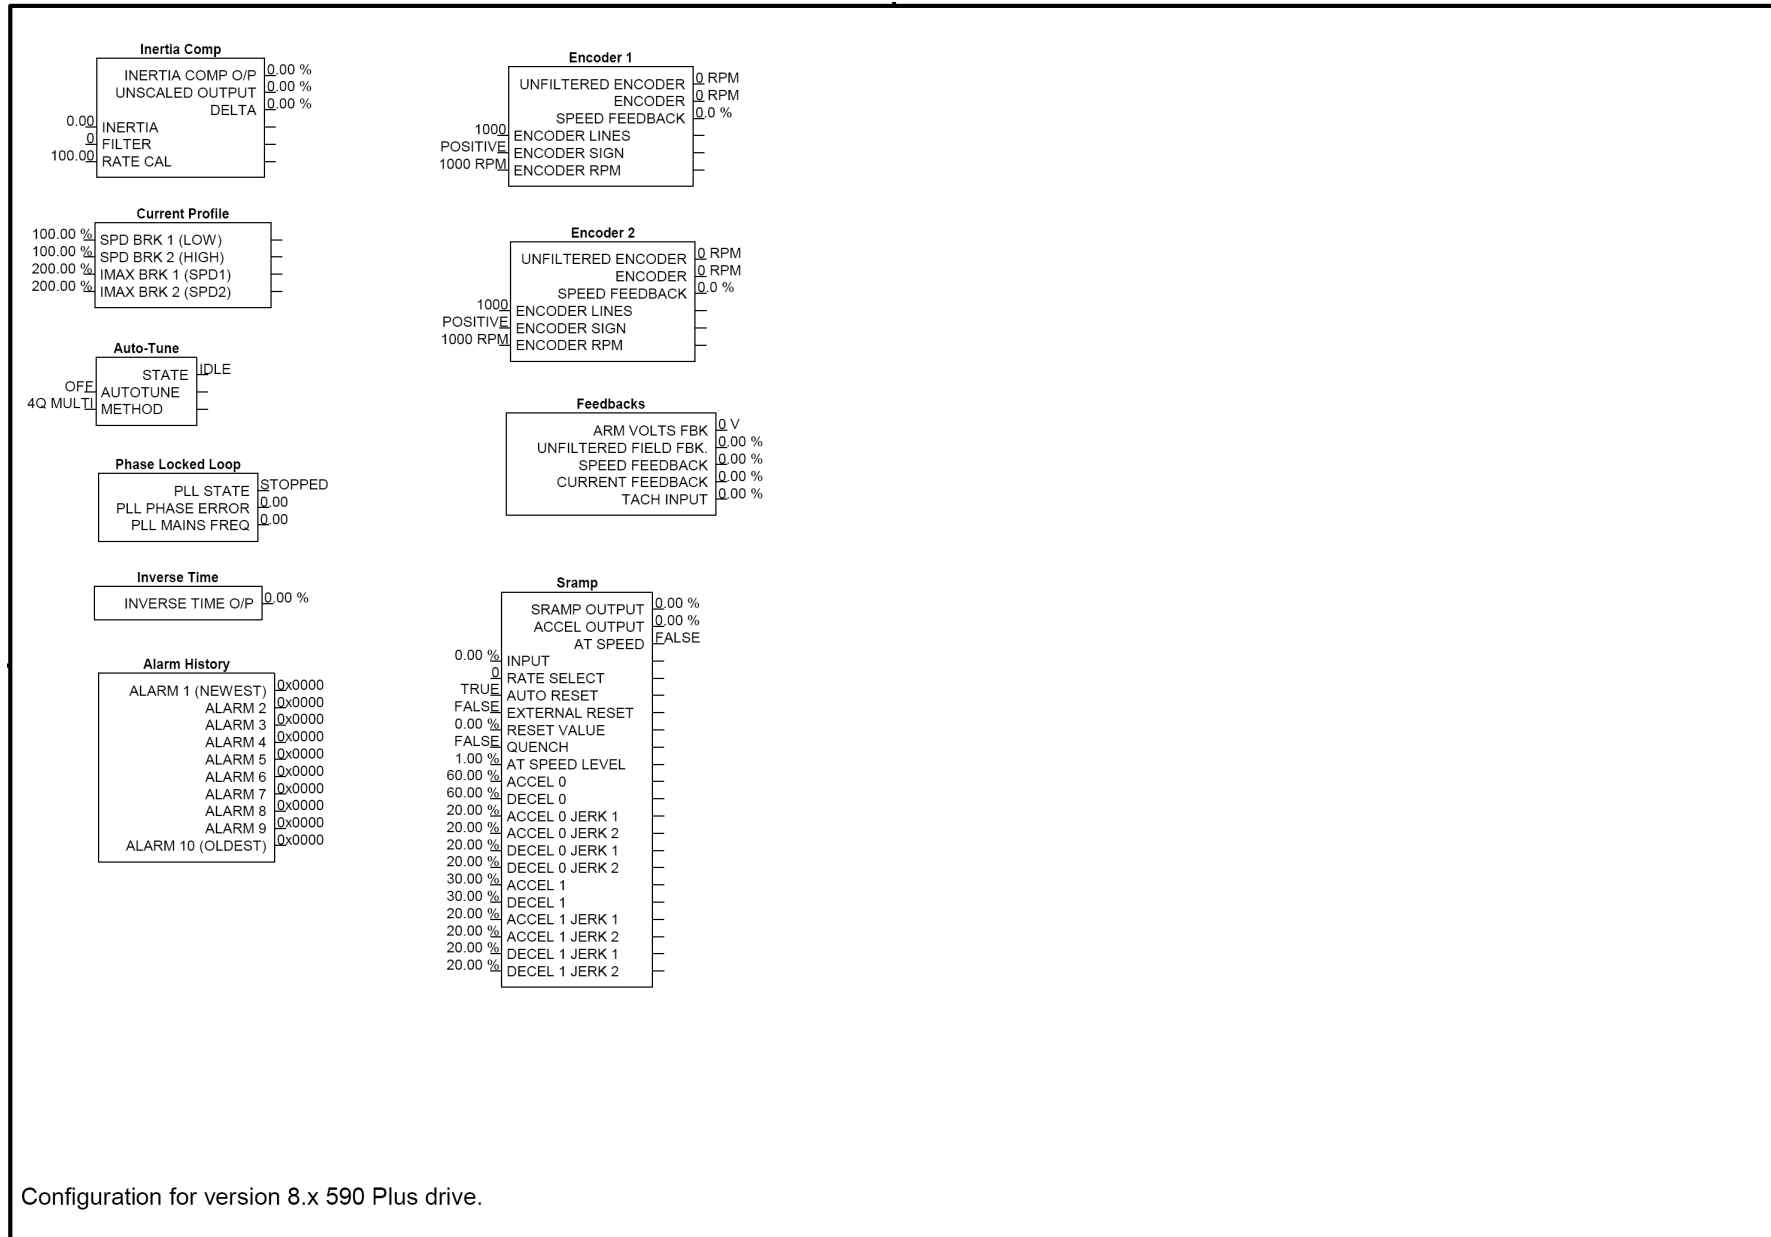 Inertia Comp
INERTIA COMP O/P 0.00 %
UNSCALED OUTPUT 0.00 %
DELTA 0.00 %
0.00 INERTIA
0 FILTER
100.00 RATE CAL
Current Profile
100.00 % SPD BRK 1 (LOW)
100.00 % SPD BRK 2 (HIGH)
200.00 % IMAX BRK 1 (SPD1)
200.00 % IMAX BRK 2 (SPD2)
Auto-Tune
STATE IDLE
OFF AUTOTUNE
4Q MULTI METHOD
Phase Locked Loop
PLL STATE STOPPED
PLL PHASE ERROR 0.00
PLL MAINS FREQ 0.00
Inverse Time
INVERSE TIME O/P 0.00 %
Alarm History
ALARM 1 (NEWEST) 0x0000
ALARM 2 0x0000
ALARM 3 0x0000
ALARM 4 0x0000
ALARM 5 0x0000
ALARM 6 0x0000
ALARM 7 0x0000
ALARM 8 0x0000
ALARM 9 0x0000
ALARM 10 (OLDEST) 0x0000
Encoder 1
UNFILTERED ENCODER 0 RPM
ENCODER 0 RPM
SPEED FEEDBACK 0.0 %
1000 ENCODER LINES
POSITIVE ENCODER SIGN
1000 RPM ENCODER RPM
Encoder 2
UNFILTERED ENCODER 0 RPM
ENCODER 0 RPM
SPEED FEEDBACK 0.0 %
1000 ENCODER LINES
POSITIVE ENCODER SIGN
1000 RPM ENCODER RPM
Feedbacks
ARM VOLTS FBK 0 V
UNFILTERED FIELD FBK. 0.00 %
SPEED FEEDBACK 0.00 %
CURRENT FEEDBACK 0.00 %
TACH INPUT 0.00 %
Sramp
SRAMP OUTPUT 0.00 %
ACCEL OUTPUT 0.00 %
AT SPEED FALSE
0.00 % INPUT
0 RATE SELECT
TRUE AUTO RESET
FALSE EXTERNAL RESET
0.00 % RESET VALUE
FALSE QUENCH
1.00 % AT SPEED LEVEL
60.00 % ACCEL 0
60.00 % DECEL 0
20.00 % ACCEL 0 JERK 1
20.00 % ACCEL 0 JERK 2
20.00 % DECEL 0 JERK 1
20.00 % DECEL 0 JERK 2
30.00 % ACCEL 1
30.00 % DECEL 1
20.00 % ACCEL 1 JERK 1
20.00 % ACCEL 1 JERK 2
20.00 % DECEL 1 JERK 1
20.00 % DECEL 1 JERK 2
Configuration for version 8.x 590 Plus drive.